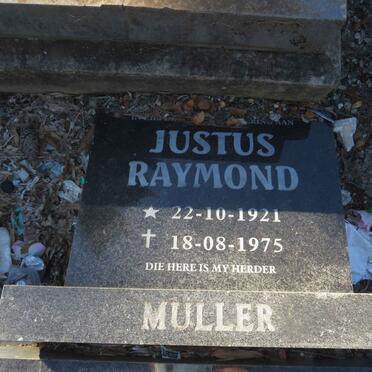 JUSTUS
RAYMOND
★ 22-10-1921
✝ 18-08-1975
DIE HERE IS MY HERDER
MULLER